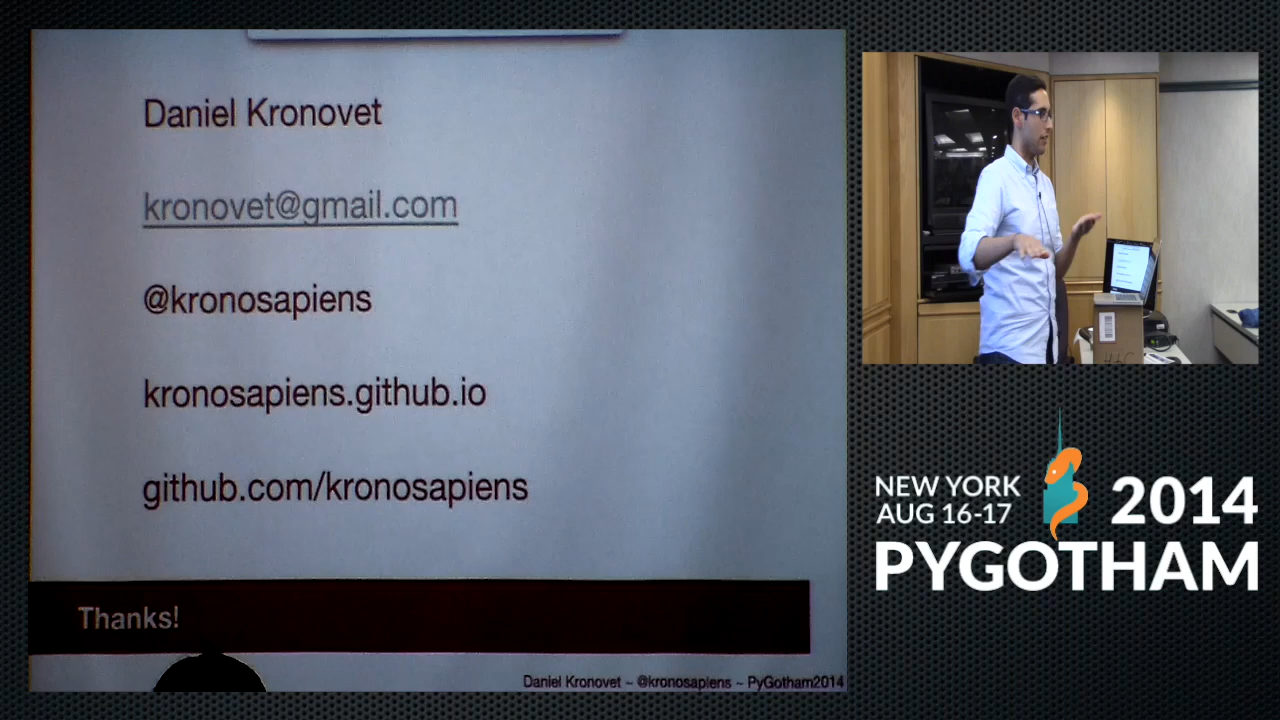 Daniel Kronovet
kronovet@gmail.com
@kronosapiens
kronosapiens.github.io
github.com/kronosapiens
Thanks!
Daniel Kronovet ~ @kronosapiens ~ PyGotham2014
NEW YORK
AUG 16-17
2014
PYGOTHAM